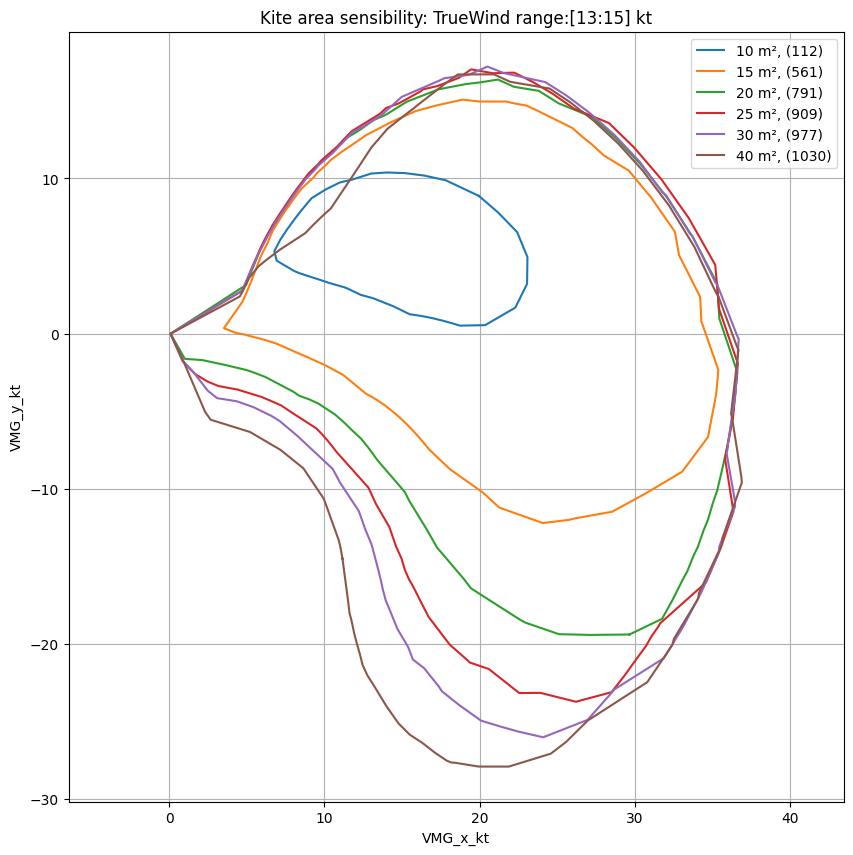 Kite area sensibility: TrueWind range:[13:15] kt
10 m², (112)
15 m², (561)
20 m², (791)
25 m², (909)
30 m², (977)
40 m², (1030)
10
0
−10
−20
−30
VMG_y_kt
0
10
20
30
40
VMG_x_kt